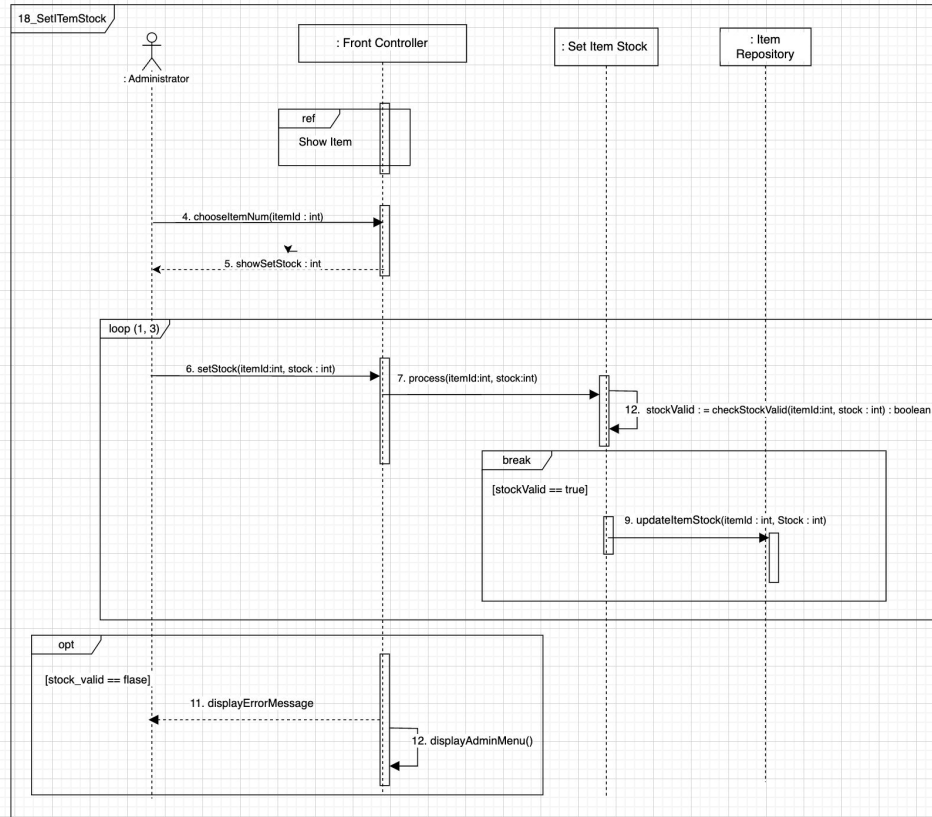 18_SetITemStock
: Administrator
: Front Controller
: Set Item Stock
: Item
Repository
ref
Show Item
4. chooseItemNum(itemId : int)
5. showSetStock : int
loop (1, 3)
6. setStock(itemId:int, stock : int)
7. process(itemId:int, stock:int)
12. stockValid : = checkStockValid(itemId:int, stock : int) : boolean
break
[stockValid == true]
9. updateItemStock(itemId : int, Stock : int)
opt
[stock_valid == flase]
11. displayErrorMessage
12. displayAdminMenu()